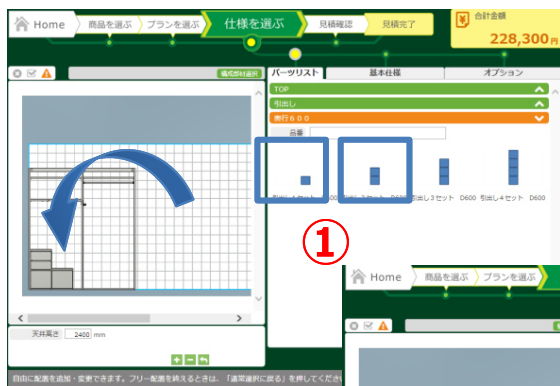 Home 商品を選ぶ プランを選ぶ 仕様を選ぶ 見積確認 見積完了
合計金額
228,300円
構成部材選択
パーツリスト 基本仕様 オプション
TOP
引出し
奥行600
品番
引出し3セット D600 引出し4セット D600
①
天井高さ 2400 mm
自由に配置を追加・変更できます。フリー配置を終えるときは、「通常選択に戻る」を押してくださ
Home 商品を選ぶ プランを選ぶ